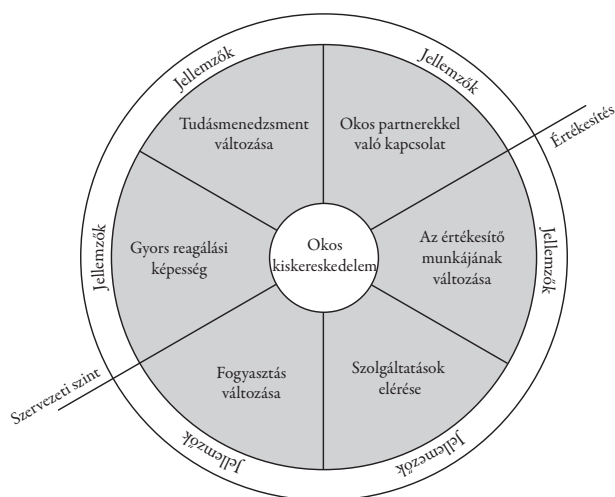 Jellemzők
Jellemzők
Tudásmenedzsment
változása
Okos partnerekkel
való kapcsolat
Értékesítés
Jellemzők
Gyors reagálási
képesség
Okos
kiskereskedelem
Az értékesítő
munkájának
változása
Jellemzők
Szervezeti szint
Fogyasztás
változása
Szolgáltatások
elérése
Jellemzők
Jellemezők